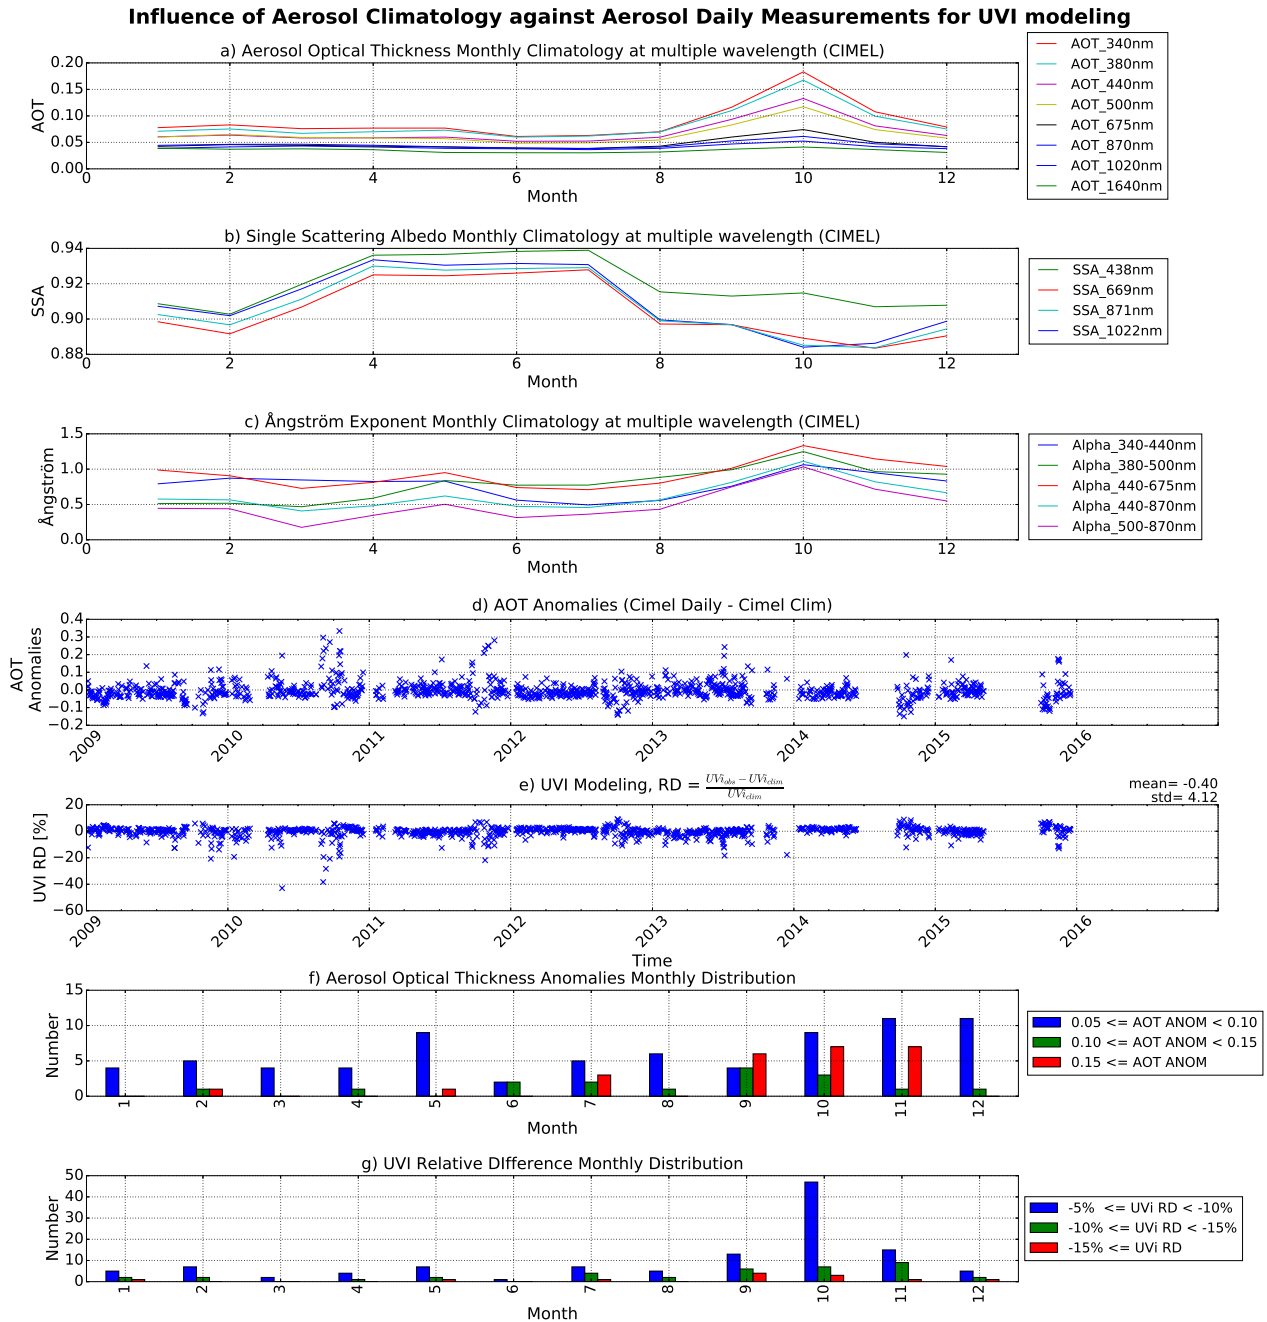 Influence of Aerosol Climatology against Aerosol Daily Measurements for UVI modeling
a) Aerosol Optical Thickness Monthly Climatology at multiple wavelength (CIMEL)
AOT
0.20
0.15
0.10
0.05
0.00
0 2 4 6 8 10 12
Month
AOT_340nm
AOT_380nm
AOT_440nm
AOT_500nm
AOT_675nm
AOT_870nm
AOT_1020nm
AOT_1640nm
b) Single Scattering Albedo Monthly Climatology at multiple wavelength (CIMEL)
SSA
0.94
0.92
0.90
0.88
0 2 4 6 8 10 12
Month
SSA_438nm
SSA_669nm
SSA_871nm
SSA_1022nm
c) Ångström Exponent Monthly Climatology at multiple wavelength (CIMEL)
Ångström
1.5
1.0
0.5
0.0
0 2 4 6 8 10 12
Month
Alpha_340-440nm
Alpha_380-500nm
Alpha_440-675nm
Alpha_440-870nm
Alpha_500-870nm
d) AOT Anomalies (Cimel Daily - Cimel Clim)
AOT
Anomalies
0.4
0.3
0.2
0.1
0.0
−0.1
−0.2
2009 2010 2011 2012 2013 2014 2015 2016
e) UVI Modeling, RD = UVi_obs − UVi_clim / UVi_clim
mean= -0.40
std= 4.12
UVI RD [%]
20
0
−20
−40
−60
2009 2010 2011 2012 2013 2014 2015 2016
Time
f) Aerosol Optical Thickness Anomalies Monthly Distribution
Number
15
10
5
0
1 2 3 4 5 6 7 8 9 10 11 12
Month
0.05 <= AOT ANOM < 0.10
0.10 <= AOT ANOM < 0.15
0.15 <= AOT ANOM
g) UVI Relative DIfference Monthly Distribution
Number
50
40
30
20
10
0
1 2 3 4 5 6 7 8 9 10 11 12
Month
-5% <= UVi RD < -10%
-10% <= UVi RD < -15%
-15% <= UVi RD